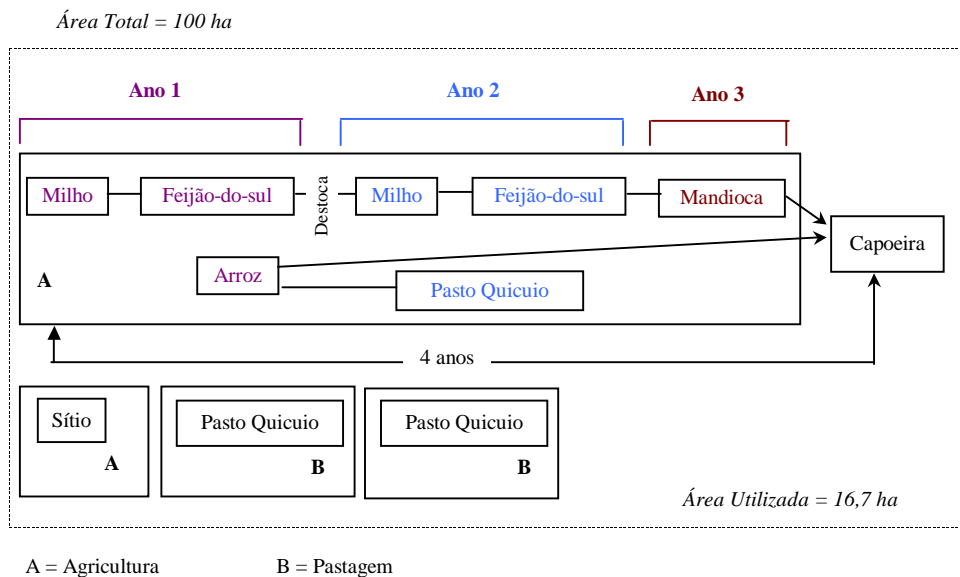 Área Total = 100 ha
Ano 1 Ano 2 Ano 3
Milho Feijão-do-sul Destoca Milho Feijão-do-sul Mandioca
Capoeira
Arroz
A Pasto Quicuio
4 anos
Sítio Pasto Quicuio Pasto Quicuio
A B B
Área Utilizada = 16,7 ha
A = Agricultura B = Pastagem